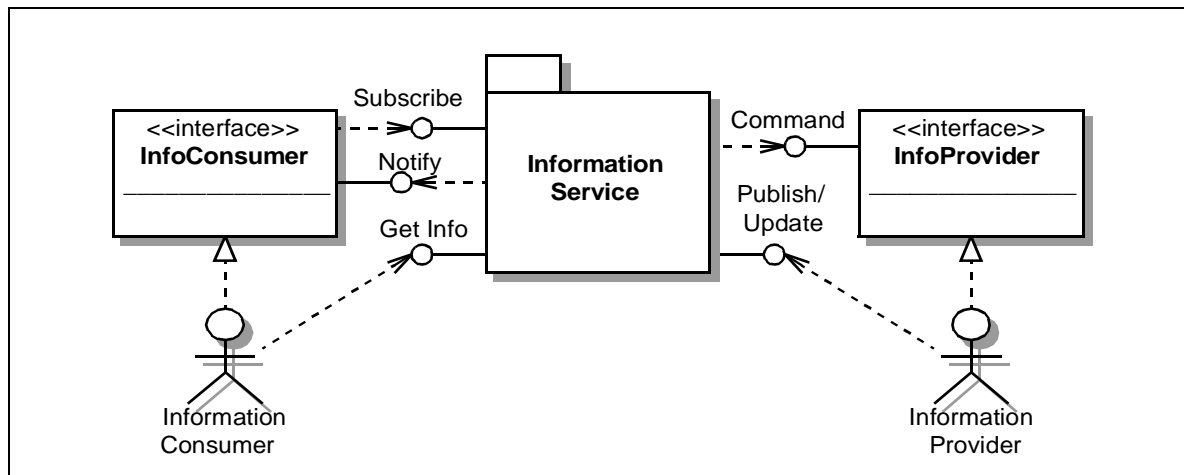 Subscribe
<<interface>>
InfoConsumer
Notify
Get Info
Information
Service
Command
<<interface>>
InfoProvider
Publish/
Update
Information
Consumer
Information
Provider